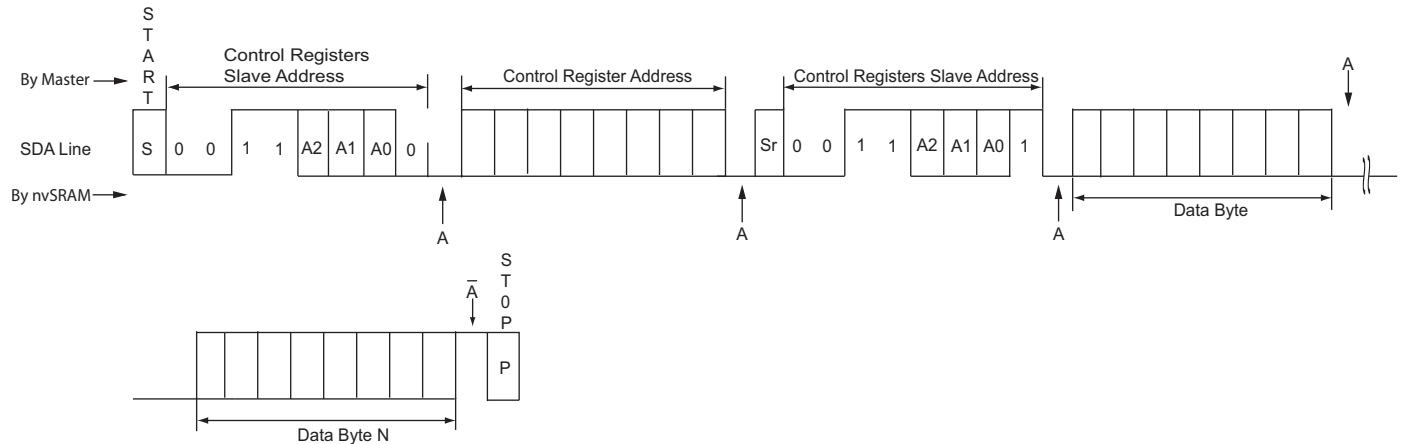 START
Control Registers
Slave Address
Control Register Address
Control Registers Slave Address
A
By Master
SDA Line
S 0 0 1 1 A2 A1 A0 0
Sr 0 0 1 1 A2 A1 A0 1
By nvSRAM
A
A
A
Data Byte
A̅
ST0P
P
Data Byte N